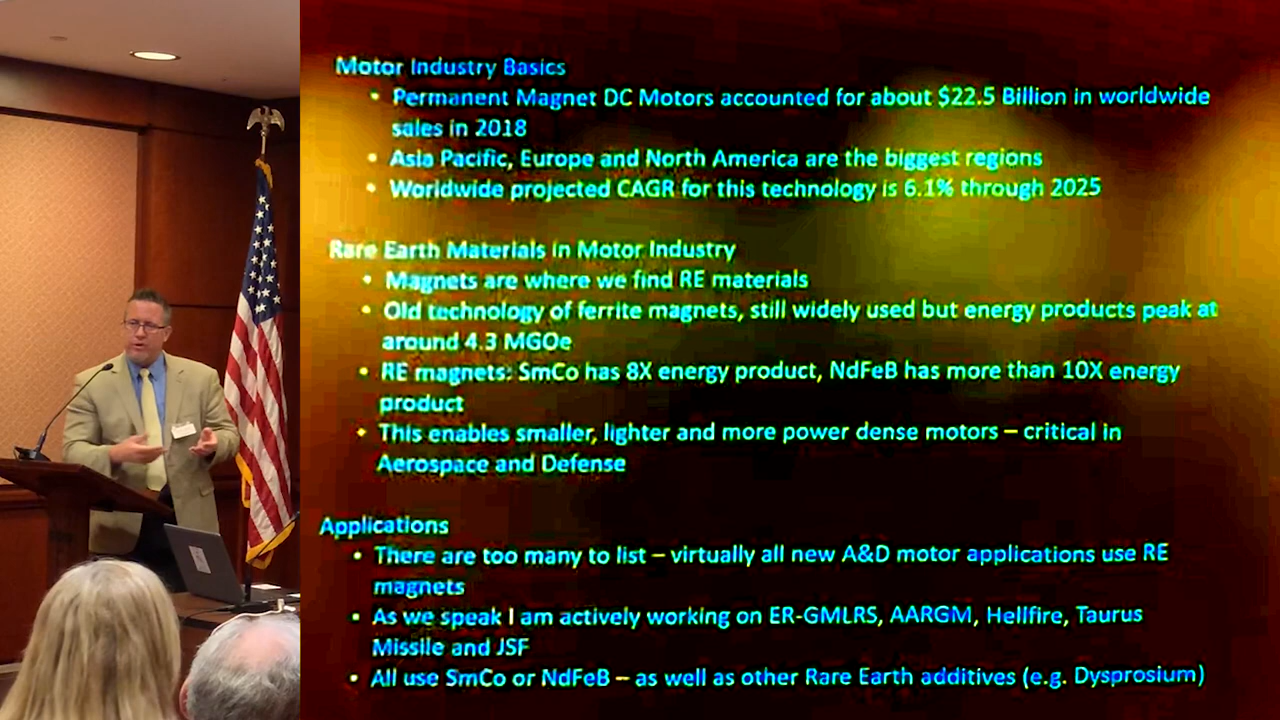 Motor Industry Basics
• Permanent Magnet DC Motors accounted for about $22.5 Billion in worldwide
sales in 2018
• Asia Pacific, Europe and North America are the biggest regions
• Worldwide projected CAGR for this technology is 6.1% through 2025
Rare Earth Materials in Motor Industry
• Magnets are where we find RE materials
• Old technology of ferrite magnets, still widely used but energy products peak at
around 4.3 MGOe
• RE magnets: SmCo has 8X energy product, NdFeB has more than 10X energy
product
• This enables smaller, lighter and more power dense motors – critical in
Aerospace and Defense
Applications
• There are too many to list – virtually all new A&D motor applications use RE
magnets
• As we speak I am actively working on ER-GMLRS, AARGM, Hellfire, Taurus
Missile and JSF
• All use SmCo or NdFeB – as well as other Rare Earth additives (e.g. Dysprosium)